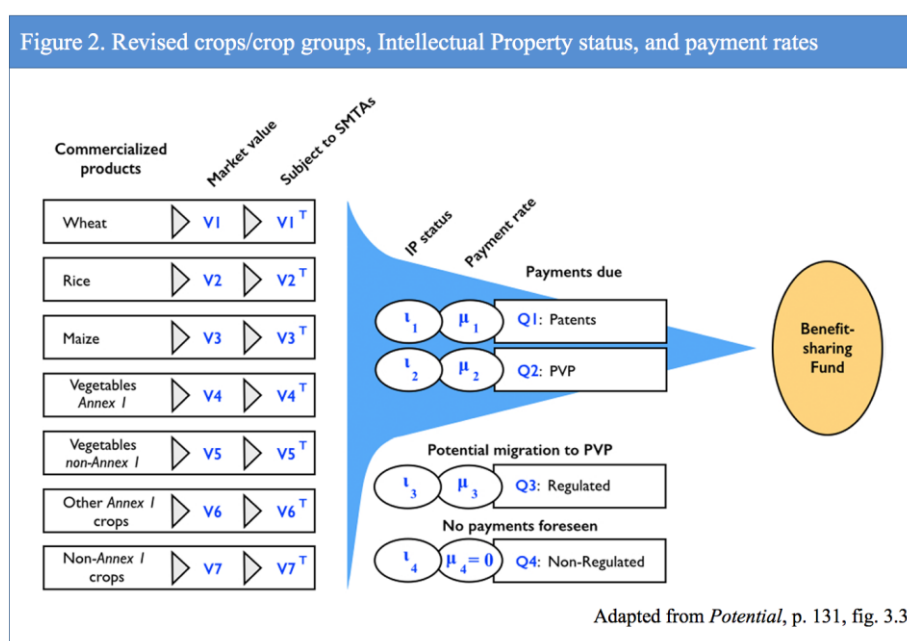 Figure 2. Revised crops/crop groups, Intellectual Property status, and payment rates
Commercialized
products
Market value
Subject to SMTAs
Wheat V1 V1ᵀ
Rice V2 V2ᵀ
Maize V3 V3ᵀ
Vegetables
Annex I V4 V4ᵀ
Vegetables
non-Annex I V5 V5ᵀ
Other Annex I
crops V6 V6ᵀ
Non-Annex I
crops V7 V7ᵀ
IP status
Payment rate
Payments due
ι₁ μ₁ Q1: Patents
ι₂ μ₂ Q2: PVP
Potential migration to PVP
ι₃ μ₃ Q3: Regulated
No payments foreseen
ι₄ μ₄ = 0 Q4: Non-Regulated
Benefit-
sharing
Fund
Adapted from Potential, p. 131, fig. 3.3